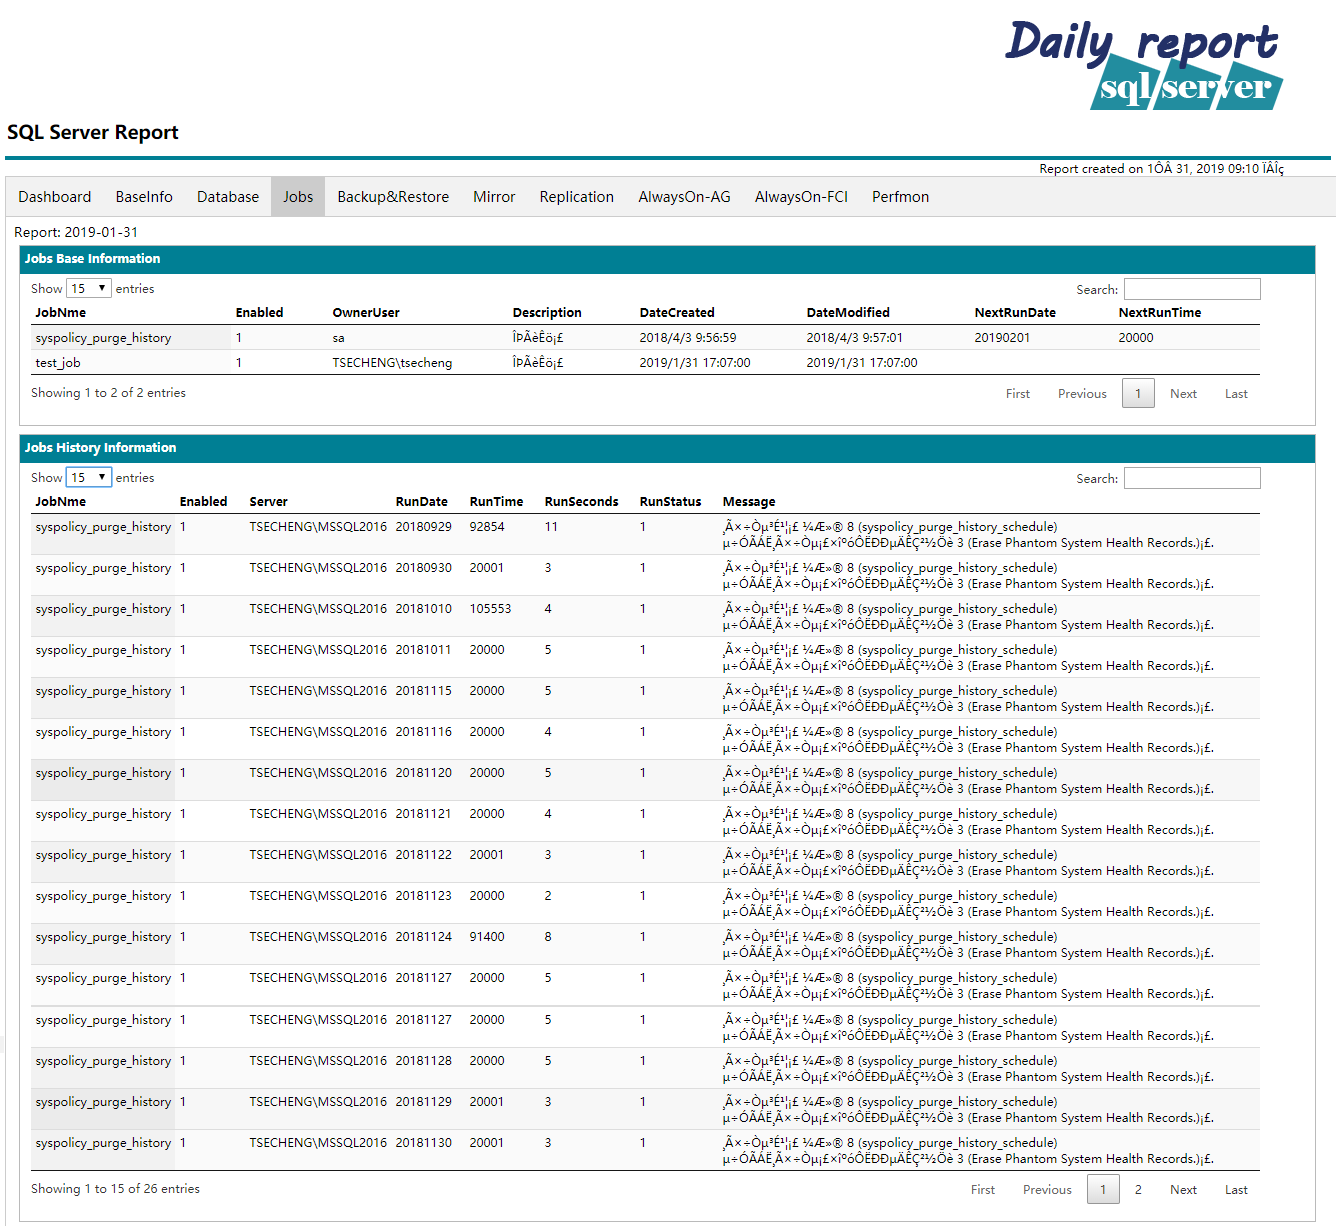 Daily report
sql server
SQL Server Report
Report created on 1ÔÂ 31, 2019 09:10 ÏÂÎç
Dashboard BaseInfo Database Jobs Backup&Restore Mirror Replication AlwaysOn-AG AlwaysOn-FCI Perfmon
Report: 2019-01-31
Jobs Base Information
Show 15 entries Search:
JobNme Enabled OwnerUser Description DateCreated DateModified NextRunDate NextRunTime
syspolicy_purge_history 1 sa ÎÞÃèÊö¡£ 2018/4/3 9:56:59 2018/4/3 9:57:01 20190201 20000
test_job 1 TSECHENG\tsecheng ÎÞÃèÊö¡£ 2019/1/31 17:07:00 2019/1/31 17:07:00
Showing 1 to 2 of 2 entries First Previous 1 Next Last
Jobs History Information
Show 15 entries Search:
JobNme Enabled Server RunDate RunTime RunSeconds RunStatus Message
syspolicy_purge_history 1 TSECHENG\MSSQL2016 20180929 92854 11 1 ¸Ã×÷Òµ³É¹¦¡£ ¼Æ»® 8 (syspolicy_purge_history_schedule)
µ÷ÓÃÁË¸Ã×÷Òµ¡£×îºóÔËÐÐµÄÊÇ²½Öè 3 (Erase Phantom System Health Records.)¡£.
syspolicy_purge_history 1 TSECHENG\MSSQL2016 20180930 20001 3 1 ¸Ã×÷Òµ³É¹¦¡£ ¼Æ»® 8 (syspolicy_purge_history_schedule)
µ÷ÓÃÁË¸Ã×÷Òµ¡£×îºóÔËÐÐµÄÊÇ²½Öè 3 (Erase Phantom System Health Records.)¡£.
syspolicy_purge_history 1 TSECHENG\MSSQL2016 20181010 105553 4 1 ¸Ã×÷Òµ³É¹¦¡£ ¼Æ»® 8 (syspolicy_purge_history_schedule)
µ÷ÓÃÁË¸Ã×÷Òµ¡£×îºóÔËÐÐµÄÊÇ²½Öè 3 (Erase Phantom System Health Records.)¡£.
syspolicy_purge_history 1 TSECHENG\MSSQL2016 20181011 20000 5 1 ¸Ã×÷Òµ³É¹¦¡£ ¼Æ»® 8 (syspolicy_purge_history_schedule)
µ÷ÓÃÁË¸Ã×÷Òµ¡£×îºóÔËÐÐµÄÊÇ²½Öè 3 (Erase Phantom System Health Records.)¡£.
syspolicy_purge_history 1 TSECHENG\MSSQL2016 20181115 20000 5 1 ¸Ã×÷Òµ³É¹¦¡£ ¼Æ»® 8 (syspolicy_purge_history_schedule)
µ÷ÓÃÁË¸Ã×÷Òµ¡£×îºóÔËÐÐµÄÊÇ²½Öè 3 (Erase Phantom System Health Records.)¡£.
syspolicy_purge_history 1 TSECHENG\MSSQL2016 20181116 20000 4 1 ¸Ã×÷Òµ³É¹¦¡£ ¼Æ»® 8 (syspolicy_purge_history_schedule)
µ÷ÓÃÁË¸Ã×÷Òµ¡£×îºóÔËÐÐµÄÊÇ²½Öè 3 (Erase Phantom System Health Records.)¡£.
syspolicy_purge_history 1 TSECHENG\MSSQL2016 20181120 20000 5 1 ¸Ã×÷Òµ³É¹¦¡£ ¼Æ»® 8 (syspolicy_purge_history_schedule)
µ÷ÓÃÁË¸Ã×÷Òµ¡£×îºóÔËÐÐµÄÊÇ²½Öè 3 (Erase Phantom System Health Records.)¡£.
syspolicy_purge_history 1 TSECHENG\MSSQL2016 20181121 20000 4 1 ¸Ã×÷Òµ³É¹¦¡£ ¼Æ»® 8 (syspolicy_purge_history_schedule)
µ÷ÓÃÁË¸Ã×÷Òµ¡£×îºóÔËÐÐµÄÊÇ²½Öè 3 (Erase Phantom System Health Records.)¡£.
syspolicy_purge_history 1 TSECHENG\MSSQL2016 20181122 20001 3 1 ¸Ã×÷Òµ³É¹¦¡£ ¼Æ»® 8 (syspolicy_purge_history_schedule)
µ÷ÓÃÁË¸Ã×÷Òµ¡£×îºóÔËÐÐµÄÊÇ²½Öè 3 (Erase Phantom System Health Records.)¡£.
syspolicy_purge_history 1 TSECHENG\MSSQL2016 20181123 20000 2 1 ¸Ã×÷Òµ³É¹¦¡£ ¼Æ»® 8 (syspolicy_purge_history_schedule)
µ÷ÓÃÁË¸Ã×÷Òµ¡£×îºóÔËÐÐµÄÊÇ²½Öè 3 (Erase Phantom System Health Records.)¡£.
syspolicy_purge_history 1 TSECHENG\MSSQL2016 20181124 91400 8 1 ¸Ã×÷Òµ³É¹¦¡£ ¼Æ»® 8 (syspolicy_purge_history_schedule)
µ÷ÓÃÁË¸Ã×÷Òµ¡£×îºóÔËÐÐµÄÊÇ²½Öè 3 (Erase Phantom System Health Records.)¡£.
syspolicy_purge_history 1 TSECHENG\MSSQL2016 20181127 20000 5 1 ¸Ã×÷Òµ³É¹¦¡£ ¼Æ»® 8 (syspolicy_purge_history_schedule)
µ÷ÓÃÁË¸Ã×÷Òµ¡£×îºóÔËÐÐµÄÊÇ²½Öè 3 (Erase Phantom System Health Records.)¡£.
syspolicy_purge_history 1 TSECHENG\MSSQL2016 20181127 20000 5 1 ¸Ã×÷Òµ³É¹¦¡£ ¼Æ»® 8 (syspolicy_purge_history_schedule)
µ÷ÓÃÁË¸Ã×÷Òµ¡£×îºóÔËÐÐµÄÊÇ²½Öè 3 (Erase Phantom System Health Records.)¡£.
syspolicy_purge_history 1 TSECHENG\MSSQL2016 20181128 20000 5 1 ¸Ã×÷Òµ³É¹¦¡£ ¼Æ»® 8 (syspolicy_purge_history_schedule)
µ÷ÓÃÁË¸Ã×÷Òµ¡£×îºóÔËÐÐµÄÊÇ²½Öè 3 (Erase Phantom System Health Records.)¡£.
syspolicy_purge_history 1 TSECHENG\MSSQL2016 20181129 20001 3 1 ¸Ã×÷Òµ³É¹¦¡£ ¼Æ»® 8 (syspolicy_purge_history_schedule)
µ÷ÓÃÁË¸Ã×÷Òµ¡£×îºóÔËÐÐµÄÊÇ²½Öè 3 (Erase Phantom System Health Records.)¡£.
syspolicy_purge_history 1 TSECHENG\MSSQL2016 20181130 20001 3 1 ¸Ã×÷Òµ³É¹¦¡£ ¼Æ»® 8 (syspolicy_purge_history_schedule)
µ÷ÓÃÁË¸Ã×÷Òµ¡£×îºóÔËÐÐµÄÊÇ²½Öè 3 (Erase Phantom System Health Records.)¡£.
Showing 1 to 15 of 26 entries First Previous 1 2 Next Last